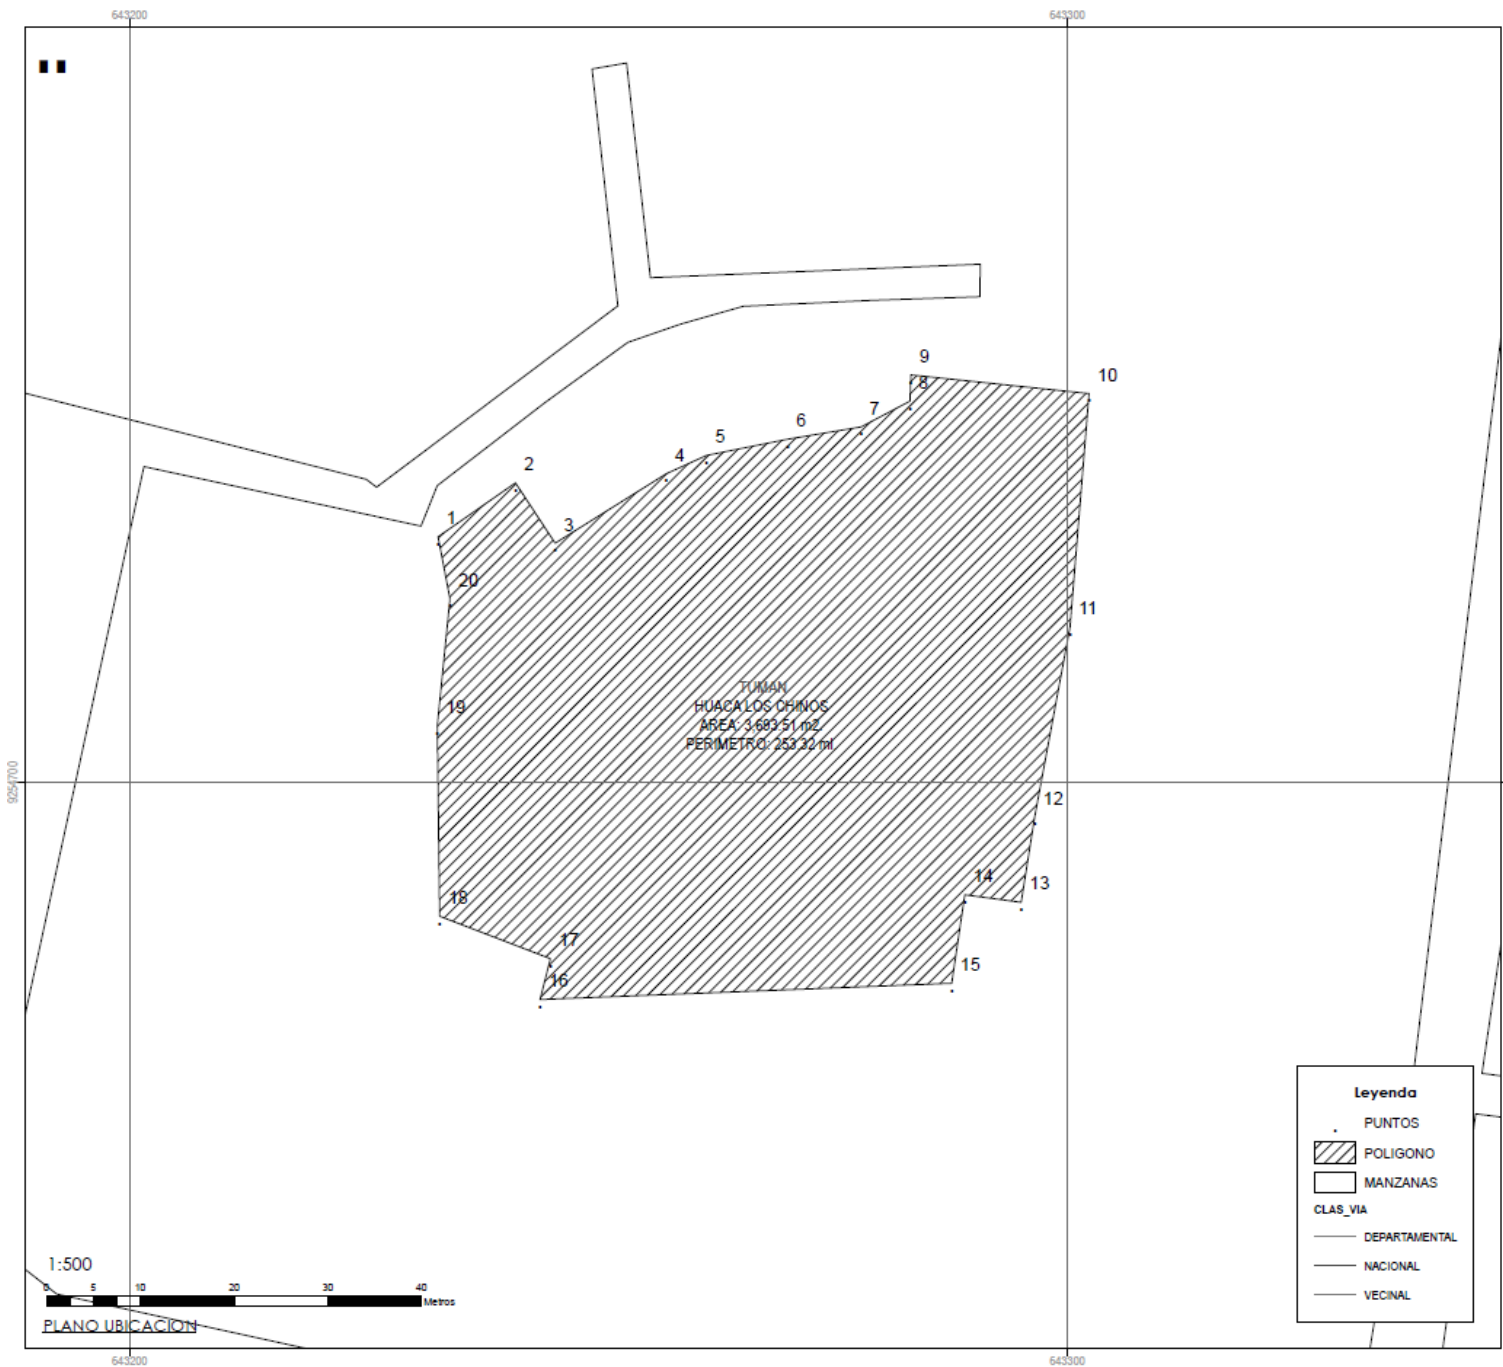 643200
643300
9
8
10
7
6
5
4
2
1
3
20
11
19
TUMAN
HUACA LOS CHINOS
AREA: 3,693.51 m2.
PERIMETRO: 253.32 ml
9254700
12
14
13
18
17
16
15
Leyenda
PUNTOS
POLIGONO
MANZANAS
CLAS_VIA
DEPARTAMENTAL
NACIONAL
VECINAL
1:500
0 5 10 20 30 40
Metros
PLANO UBICACION
643200
643300